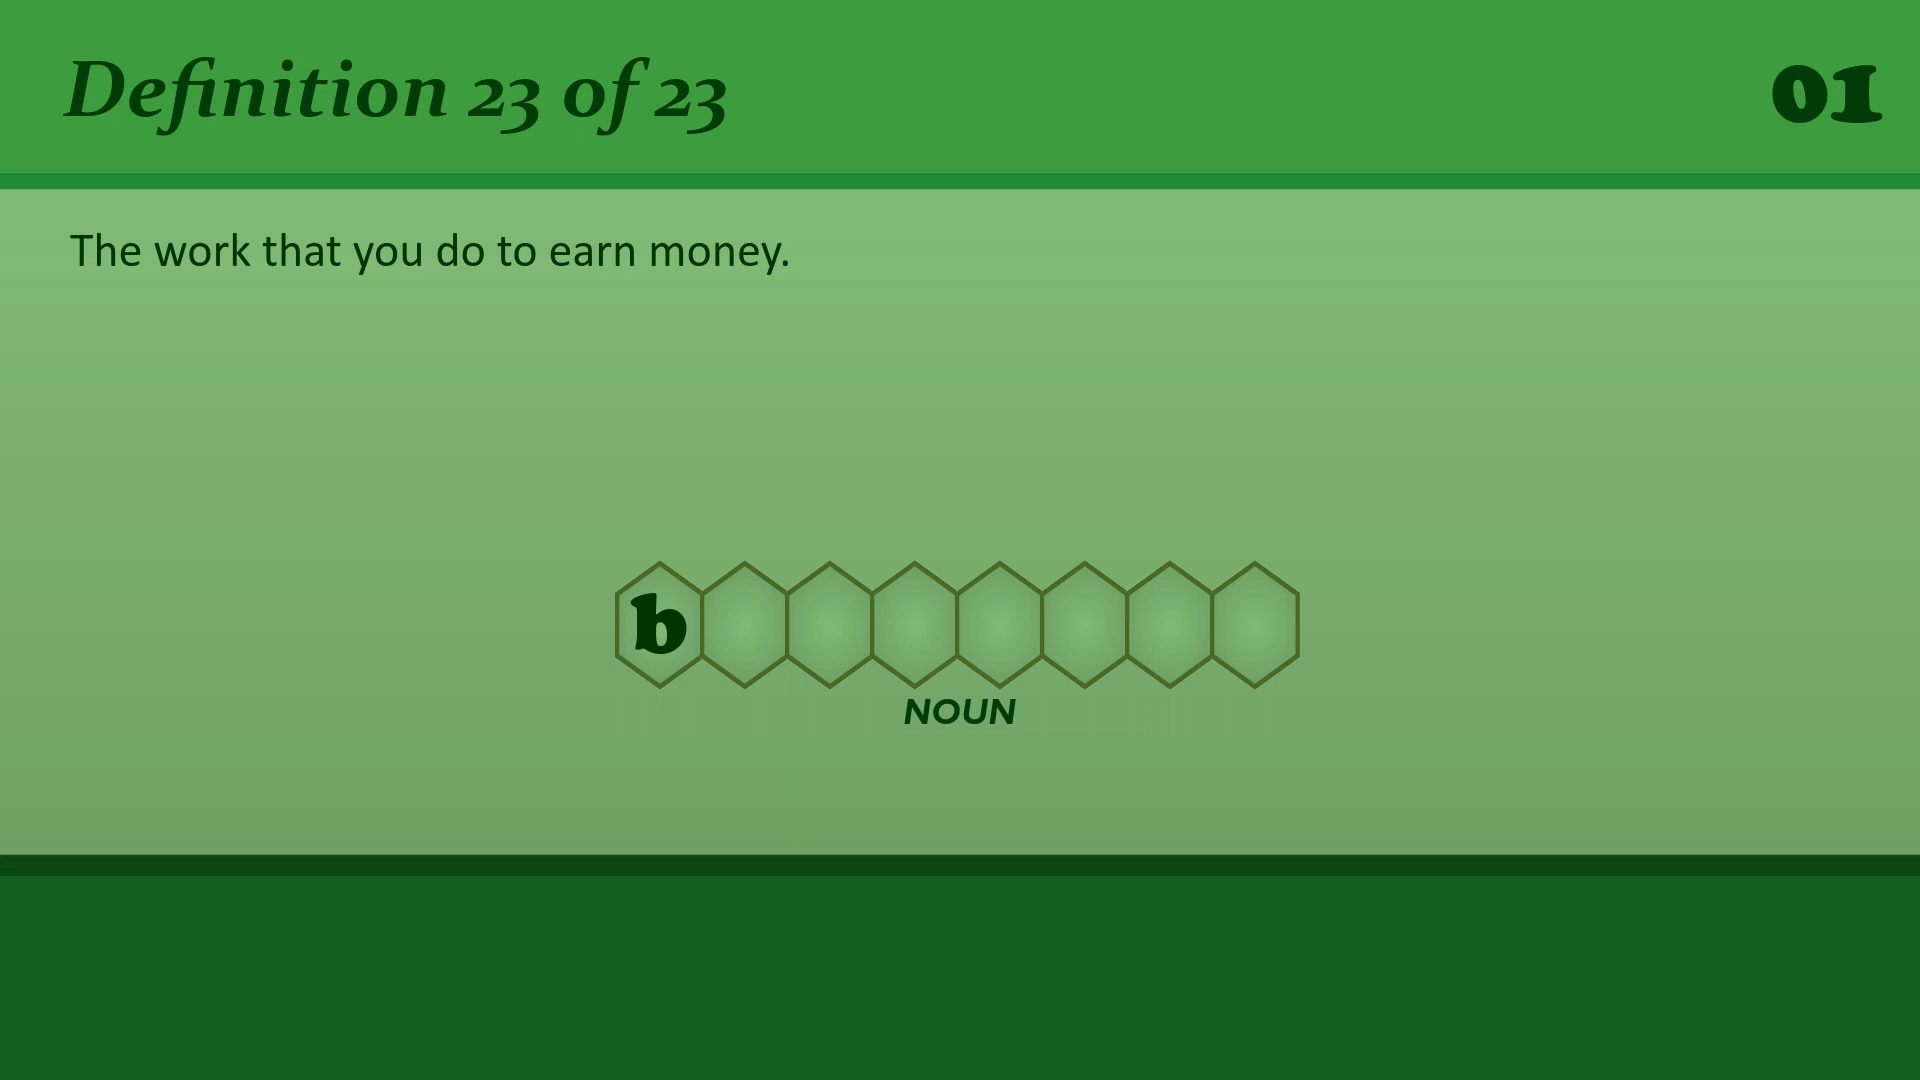 Definition 23 of 23
01
The work that you do to earn money.
b
NOUN